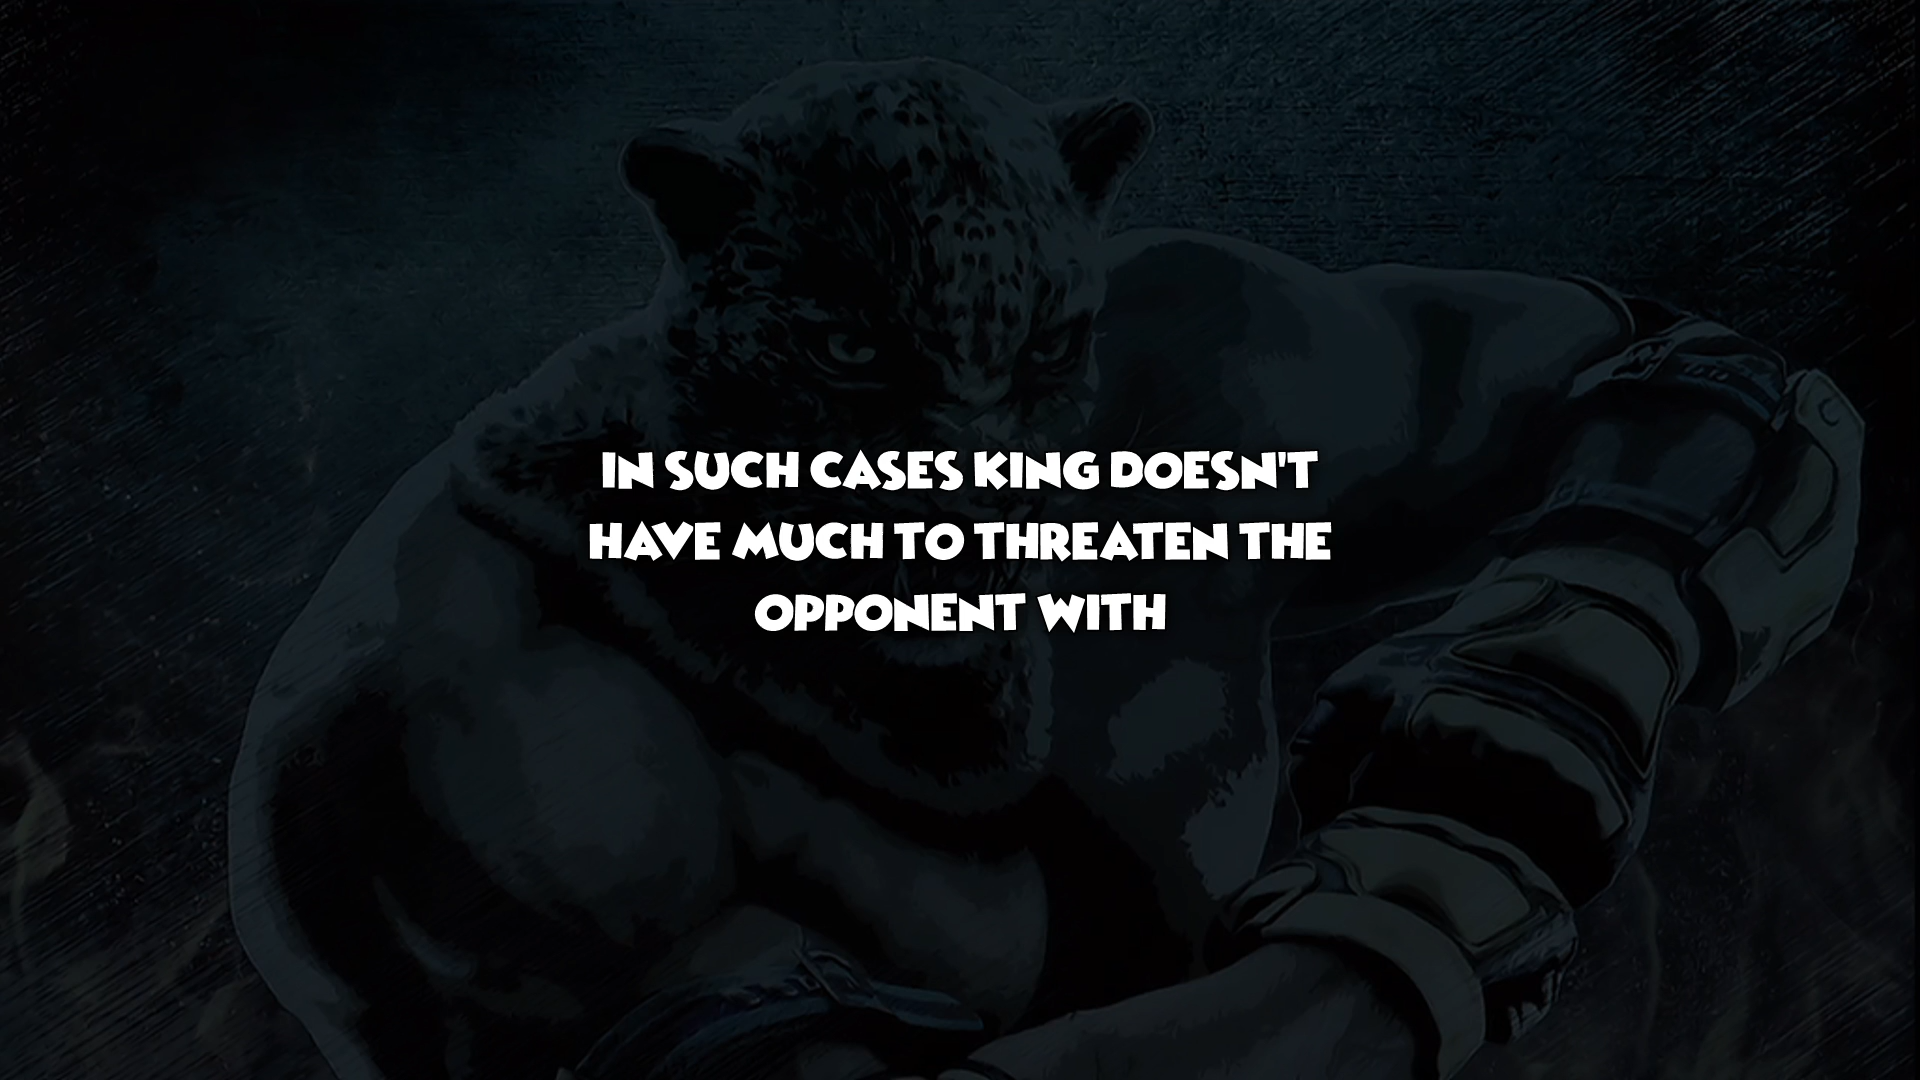 IN SUCH CASES KING DOESN'T
HAVE MUCH TO THREATEN THE
OPPONENT WITH